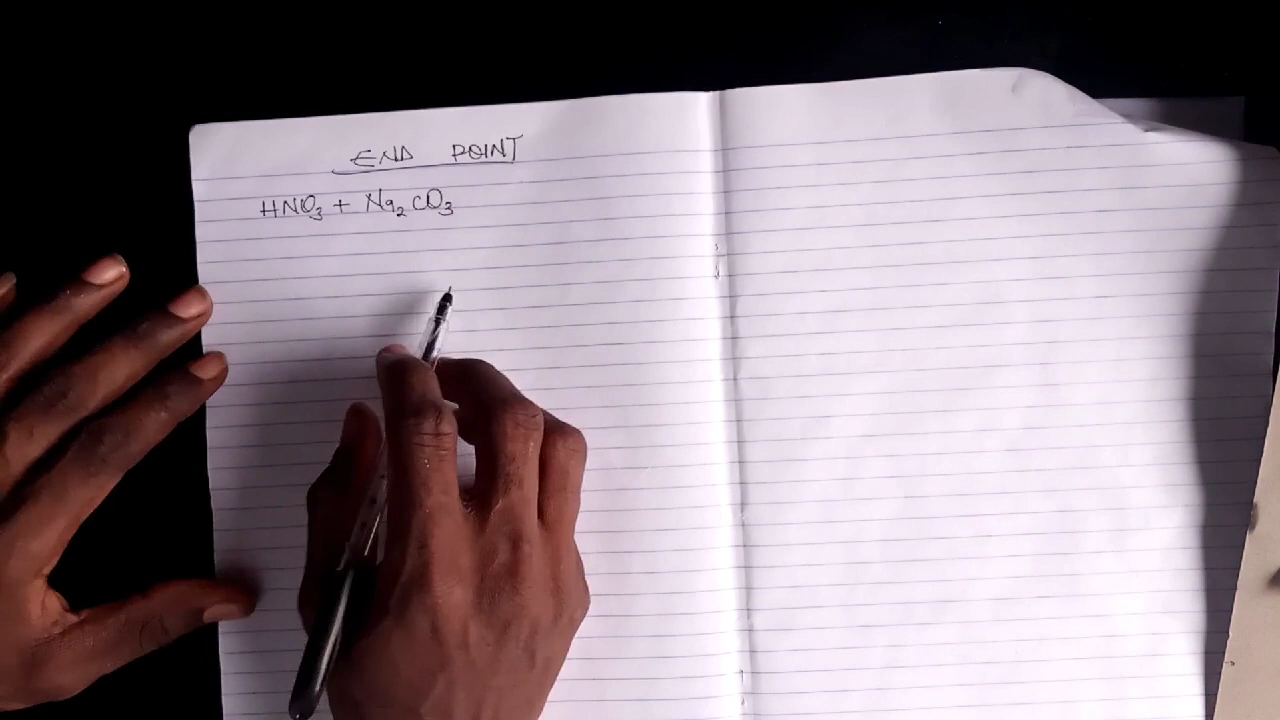 END POINT
HNO₃ + Na₂CO₃